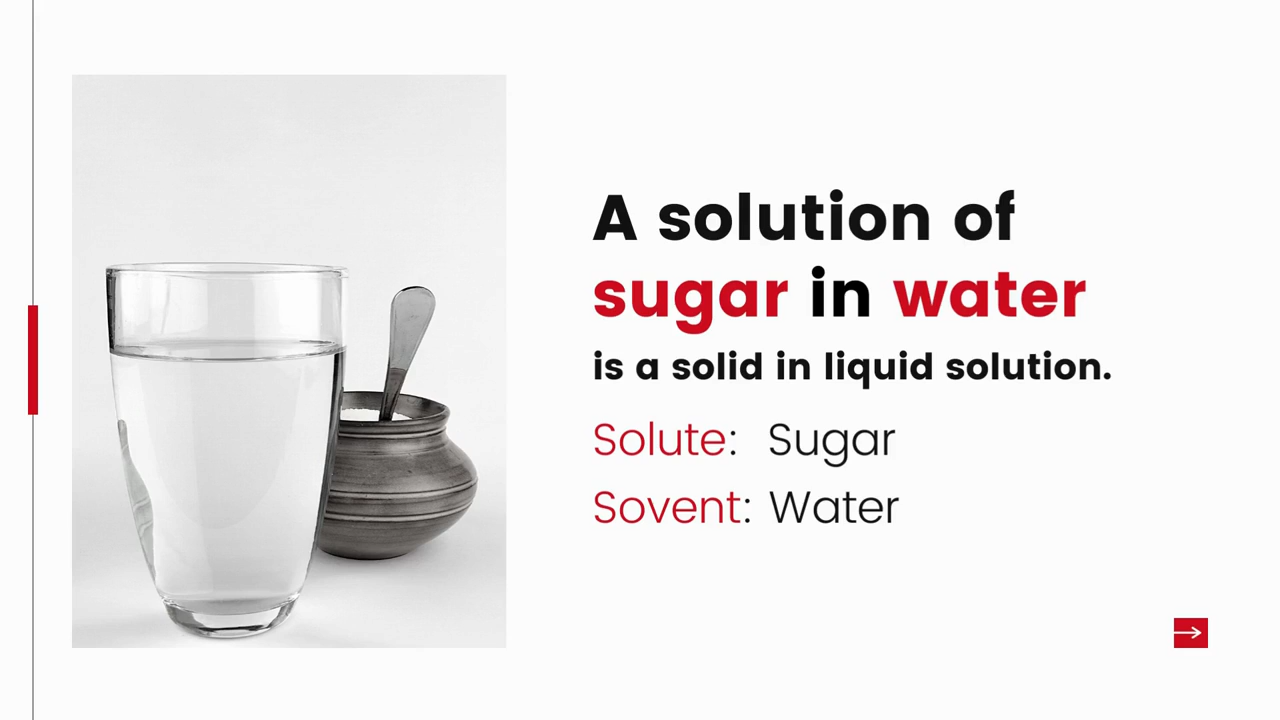 A solution of
sugar in water
is a solid in liquid solution.
Solute: Sugar
Sovent: Water